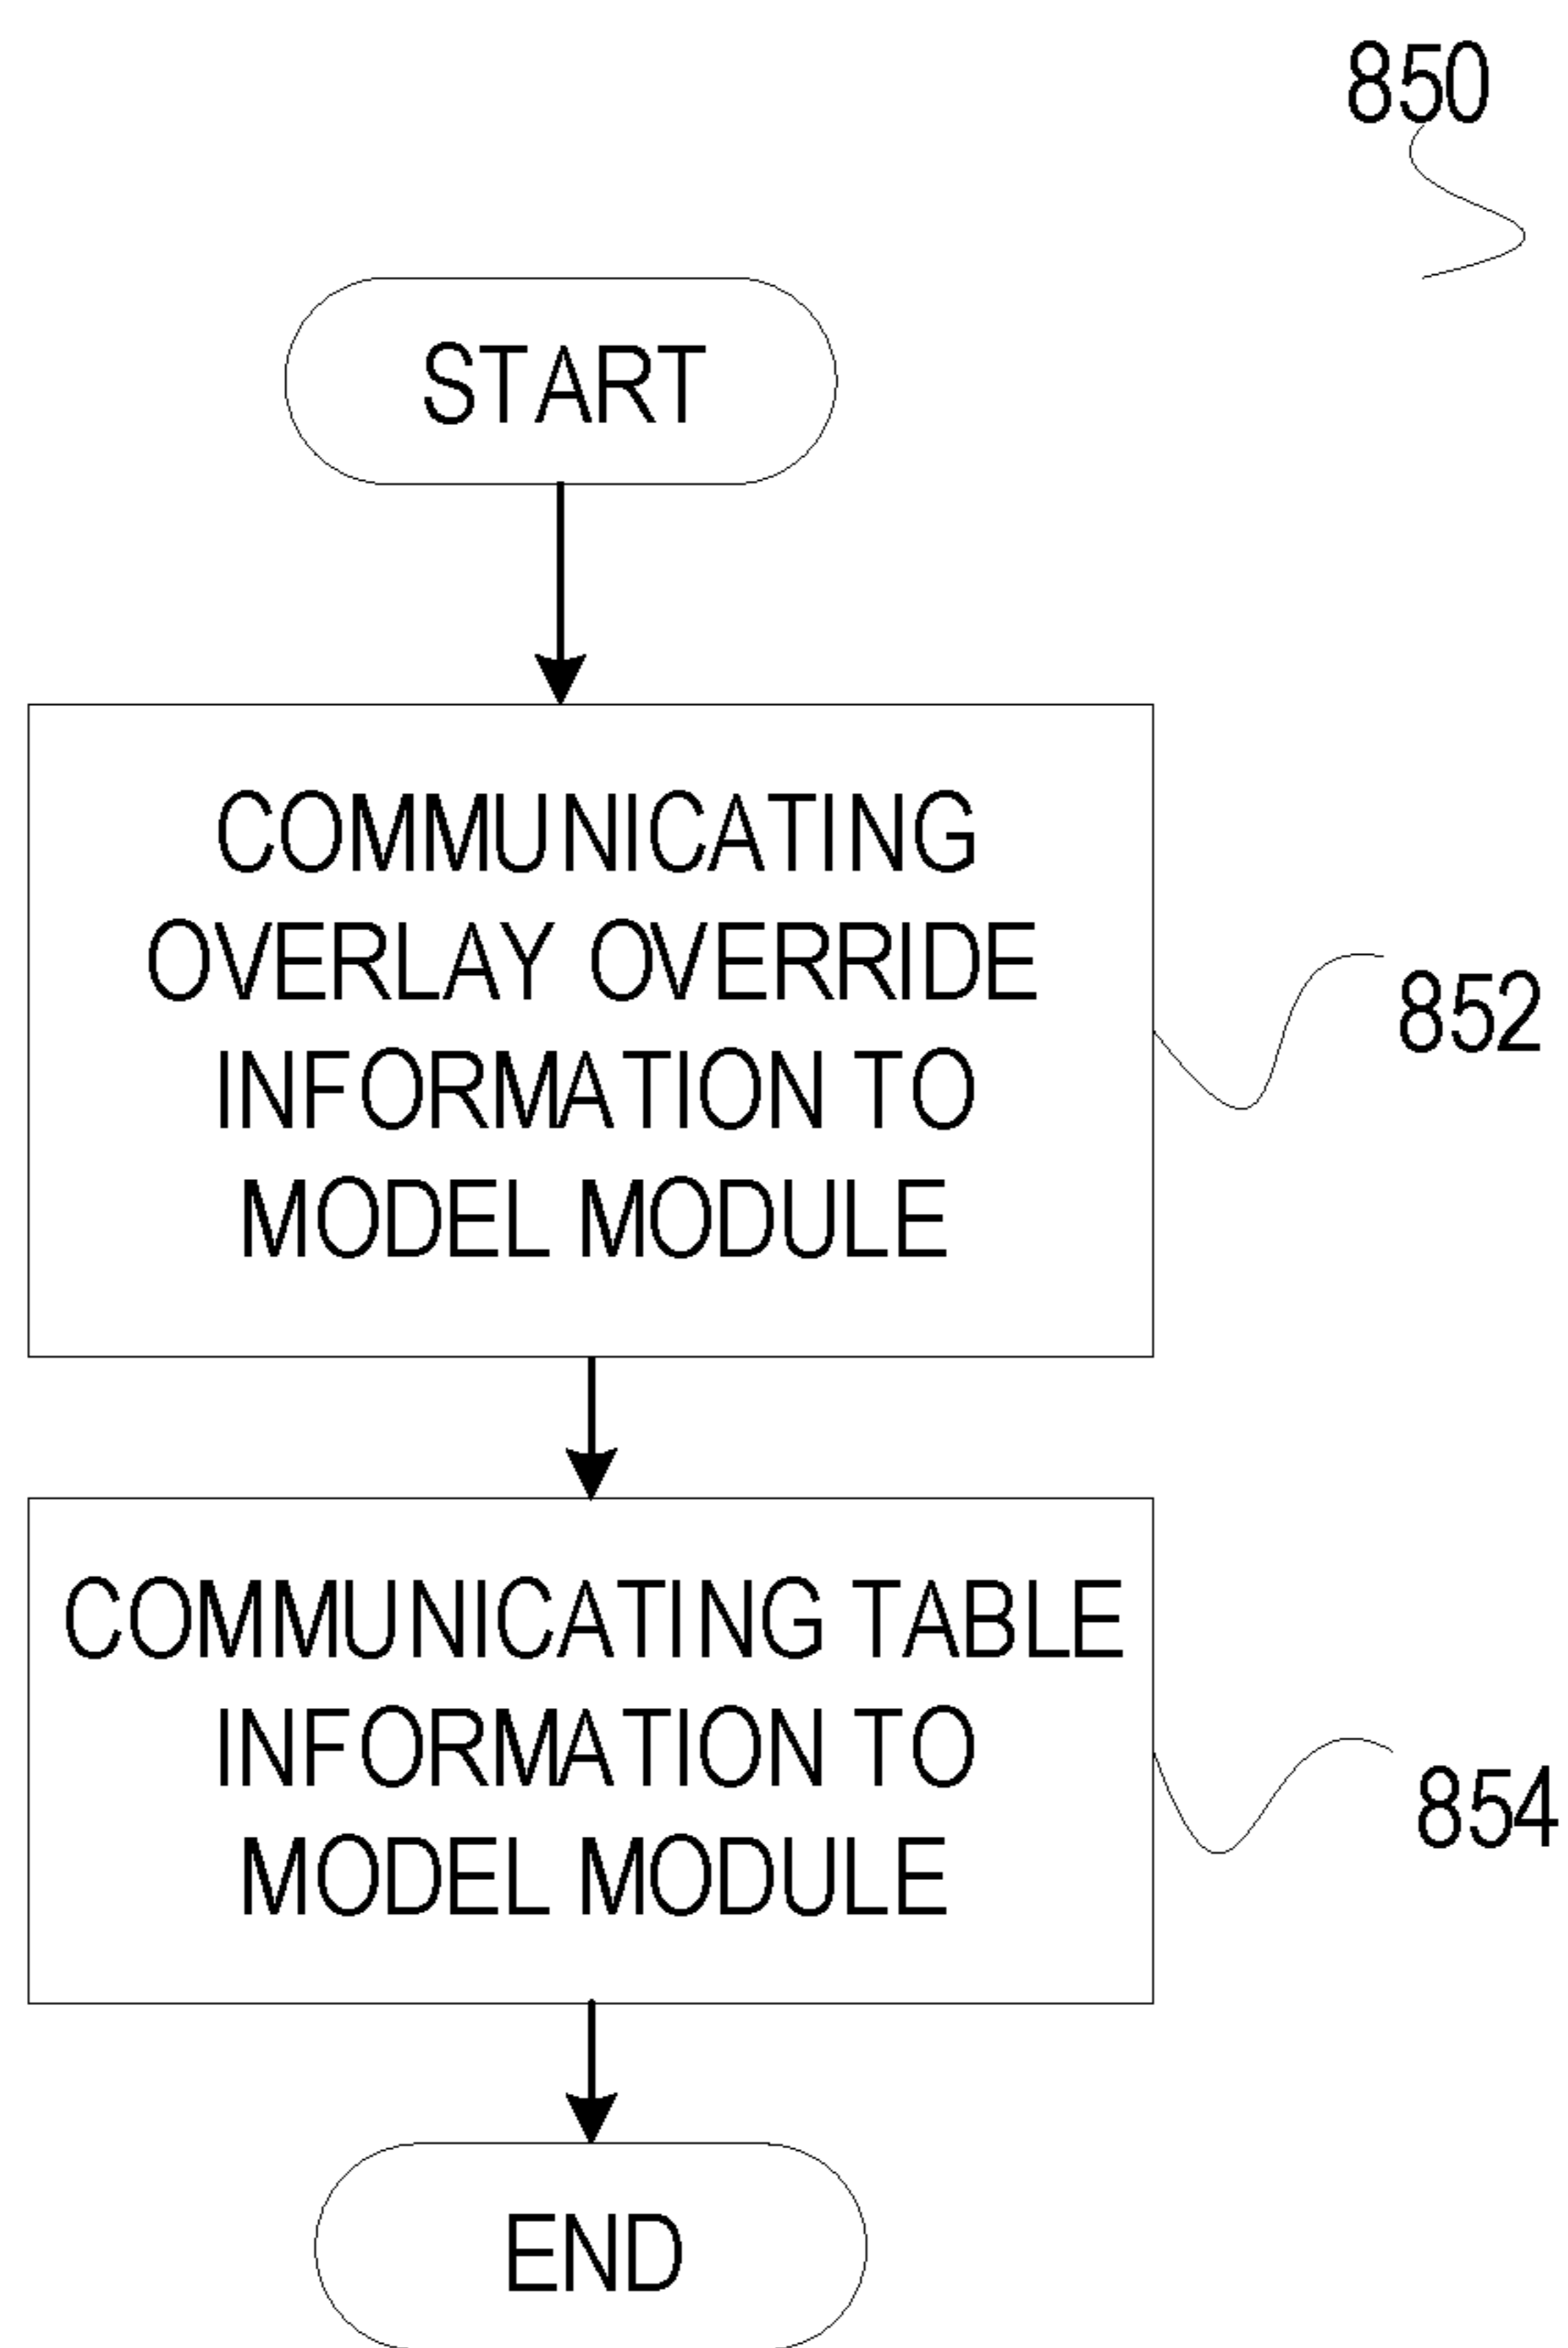 850
START
COMMUNICATING
OVERLAY OVERRIDE
INFORMATION TO
MODEL MODULE
852
COMMUNICATING TABLE
INFORMATION TO
MODEL MODULE
854
END